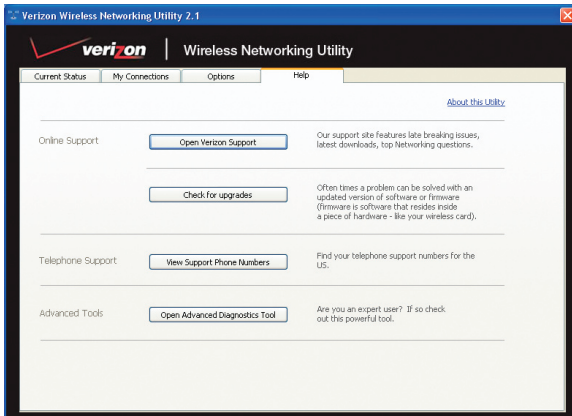 Verizon Wireless Networking Utility 2.1
verizon
Wireless Networking Utility
Current Status My Connections Options Help
About this Utility
Online Support
Open Verizon Support
Our support site features late breaking issues,
latest downloads, top Networking questions.
Check for upgrades
Often times a problem can be solved with an
updated version of software or firmware
(firmware is software that resides inside
a piece of hardware - like your wireless card).
Telephone Support
View Support Phone Numbers
Find your telephone support numbers for the
US.
Advanced Tools
Open Advanced Diagnostics Tool
Are you an expert user? If so check
out this powerful tool.